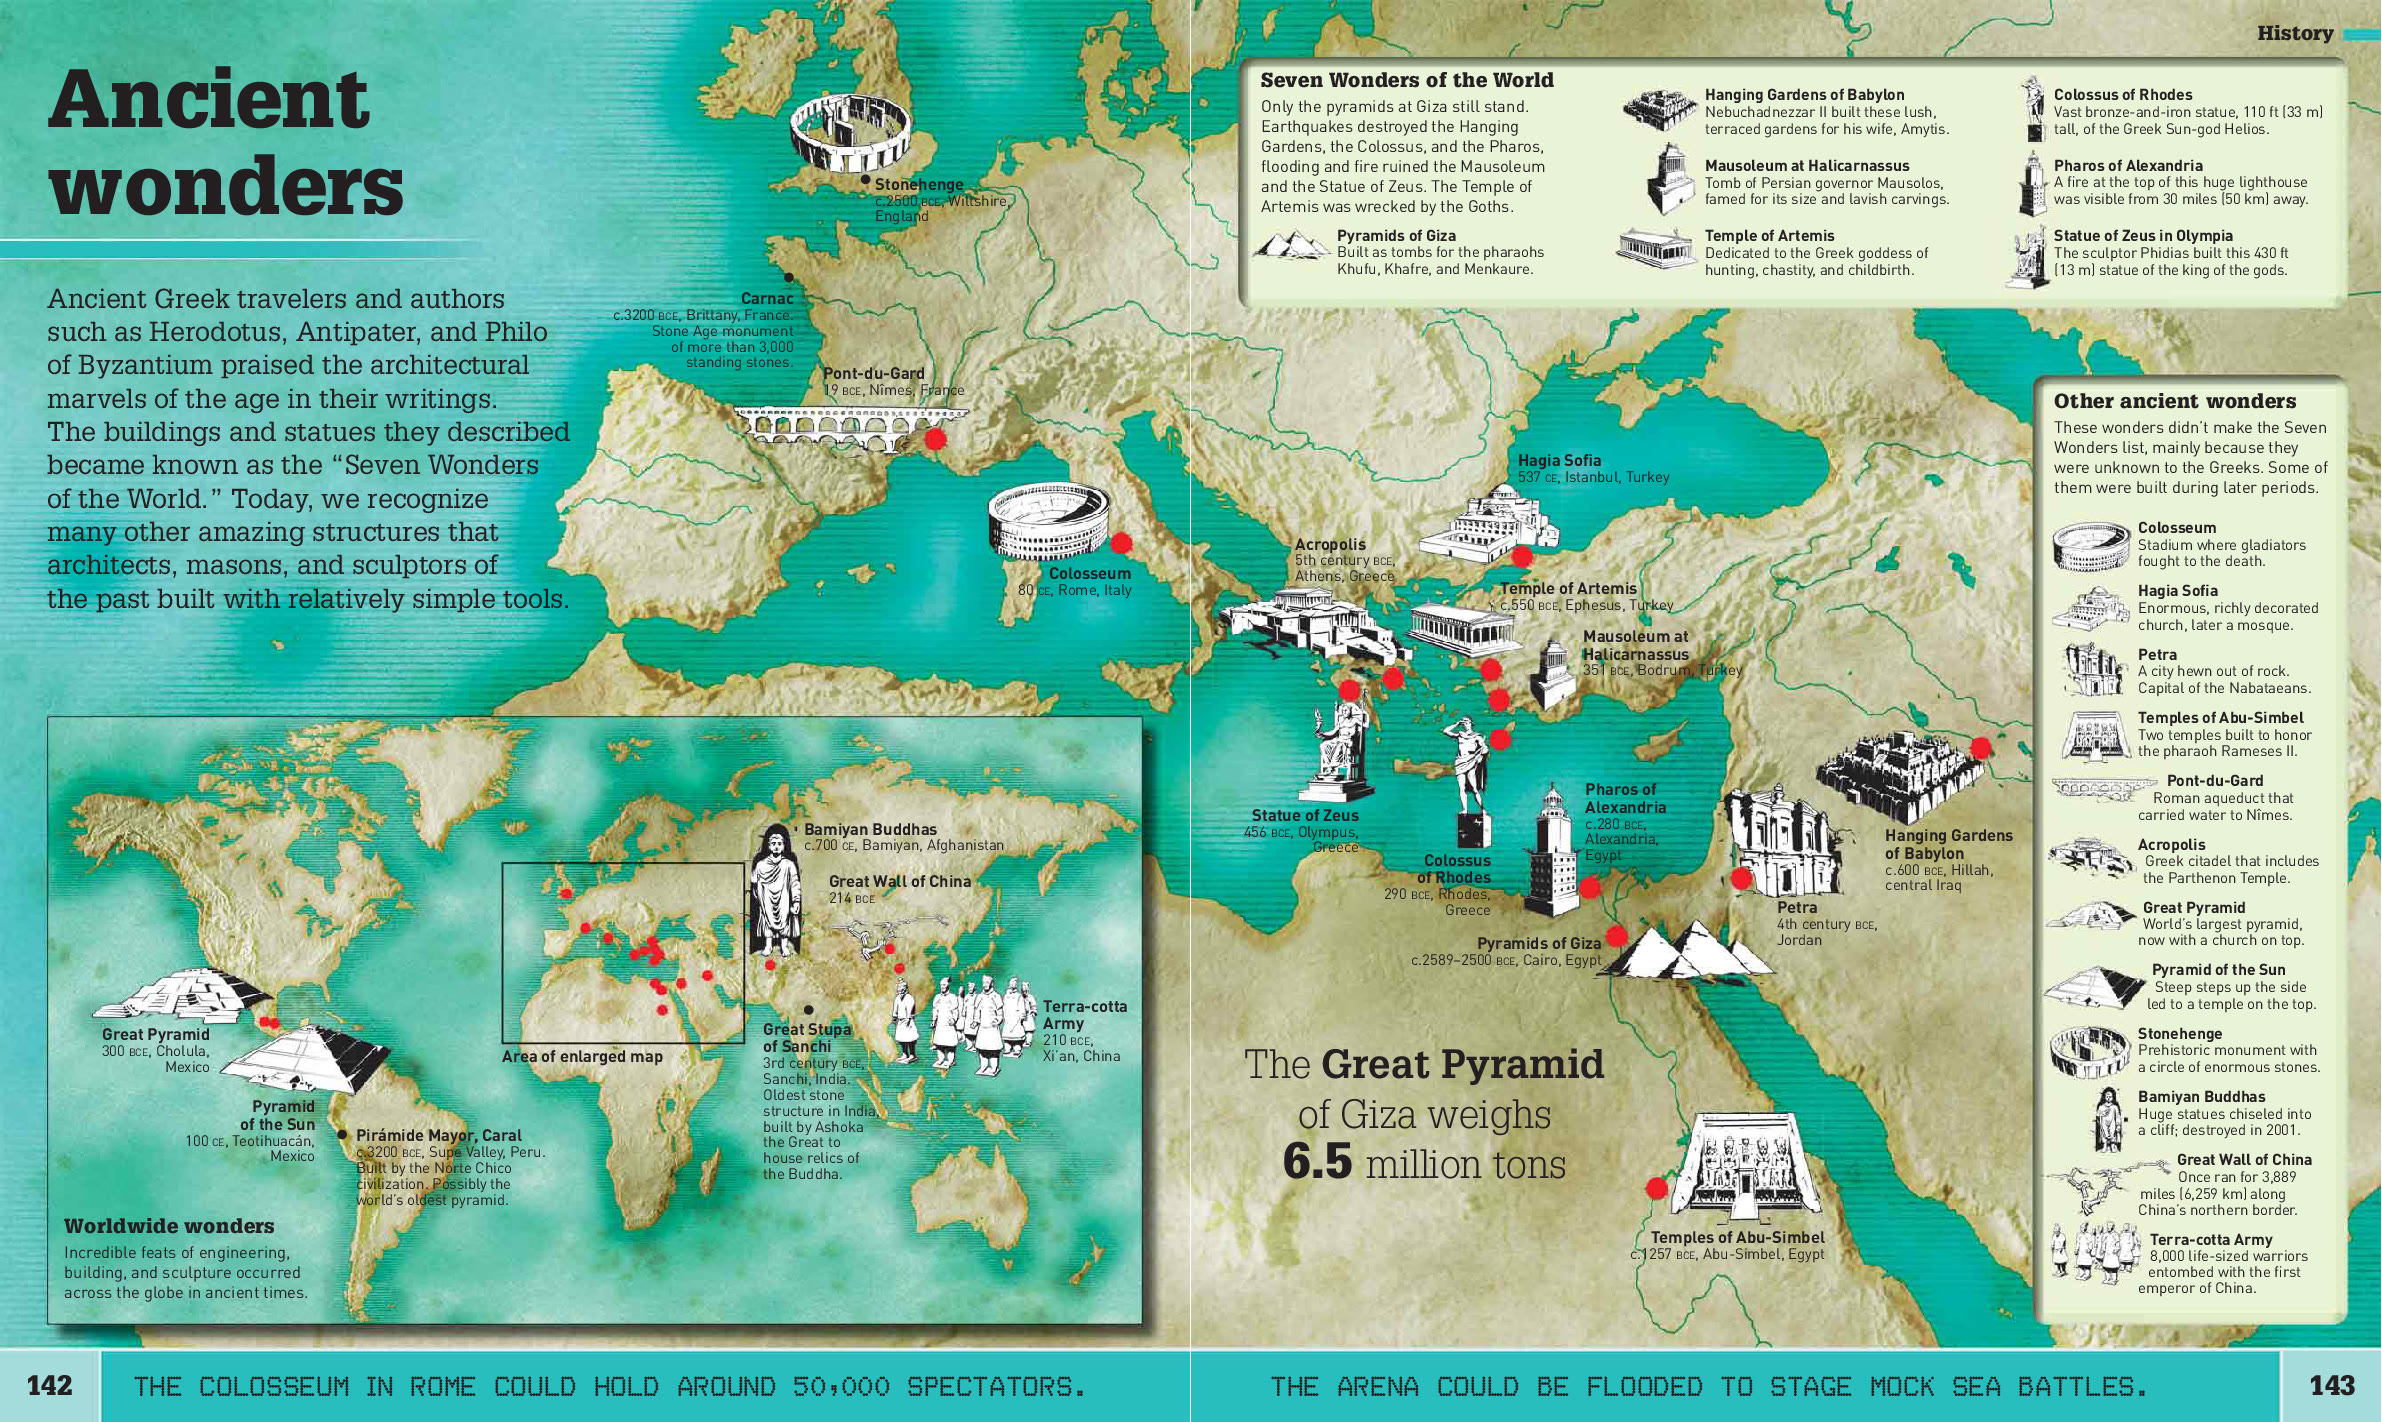 History
Ancient
wonders
Ancient Greek travelers and authors
such as Herodotus, Antipater, and Philo
of Byzantium praised the architectural
marvels of the age in their writings.
The buildings and statues they described
became known as the “Seven Wonders
of the World.” Today, we recognize
many other amazing structures that
architects, masons, and sculptors of
the past built with relatively simple tools.
Stonehenge
c.2500 BCE, Wiltshire,
England
Carnac
c.3200 BCE, Brittany, France.
Stone Age monument
of more than 3,000
standing stones.
Pont-du-Gard
19 BCE, Nîmes, France
Colosseum
80 CE, Rome, Italy
Seven Wonders of the World
Only the pyramids at Giza still stand.
Earthquakes destroyed the Hanging
Gardens, the Colossus, and the Pharos,
flooding and fire ruined the Mausoleum
and the Statue of Zeus. The Temple of
Artemis was wrecked by the Goths.
Pyramids of Giza
Built as tombs for the pharaohs
Khufu, Khafre, and Menkaure.
Hanging Gardens of Babylon
Nebuchadnezzar II built these lush,
terraced gardens for his wife, Amytis.
Mausoleum at Halicarnassus
Tomb of Persian governor Mausolos,
famed for its size and lavish carvings.
Temple of Artemis
Dedicated to the Greek goddess of
hunting, chastity, and childbirth.
Colossus of Rhodes
Vast bronze-and-iron statue, 110 ft (33 m)
tall, of the Greek Sun-god Helios.
Pharos of Alexandria
A fire at the top of this huge lighthouse
was visible from 30 miles (50 km) away.
Statue of Zeus in Olympia
The sculptor Phidias built this 430 ft
(13 m) statue of the king of the gods.
Hagia Sofia
537 CE, Istanbul, Turkey
Acropolis
5th century BCE,
Athens, Greece
Temple of Artemis
c.550 BCE, Ephesus, Turkey
Mausoleum at
Halicarnassus
351 BCE, Bodrum, Turkey
Statue of Zeus
456 BCE, Olympus,
Greece
Colossus
of Rhodes
290 BCE, Rhodes,
Greece
Pharos of
Alexandria
c.280 BCE,
Alexandria,
Egypt
Hanging Gardens
of Babylon
c.600 BCE, Hillah,
central Iraq
Petra
4th century BCE,
Jordan
Pyramids of Giza
c.2589–2500 BCE, Cairo, Egypt
The Great Pyramid
of Giza weighs
6.5 million tons
Temples of Abu-Simbel
c.1257 BCE, Abu-Simbel, Egypt
Other ancient wonders
These wonders didn’t make the Seven
Wonders list, mainly because they
were unknown to the Greeks. Some of
them were built during later periods.
Colosseum
Stadium where gladiators
fought to the death.
Hagia Sofia
Enormous, richly decorated
church, later a mosque.
Petra
A city hewn out of rock.
Capital of the Nabataeans.
Temples of Abu-Simbel
Two temples built to honor
the pharaoh Rameses II.
Pont-du-Gard
Roman aqueduct that
carried water to Nîmes.
Acropolis
Greek citadel that includes
the Parthenon Temple.
Great Pyramid
World’s largest pyramid,
now with a church on top.
Pyramid of the Sun
Steep steps up the side
led to a temple on the top.
Stonehenge
Prehistoric monument with
a circle of enormous stones.
Bamiyan Buddhas
Huge statues chiseled into
a cliff; destroyed in 2001.
Great Wall of China
Once ran for 3,889
miles (6,259 km) along
China’s northern border.
Terra-cotta Army
8,000 life-sized warriors
entombed with the first
emperor of China.
Bamiyan Buddhas
c.700 CE, Bamiyan, Afghanistan
Great Wall of China
214 BCE
Terra-cotta
Army
210 BCE,
Xi’an, China
Great Stupa
of Sanchi
3rd century BCE,
Sanchi, India.
Oldest stone
structure in India,
built by Ashoka
the Great to
house relics of
the Buddha.
Area of enlarged map
Great Pyramid
300 BCE, Cholula,
Mexico
Pyramid
of the Sun
100 CE, Teotihuacán,
Mexico
Pirámide Mayor, Caral
c.3200 BCE, Supe Valley, Peru.
Built by the Norte Chico
civilization. Possibly the
world’s oldest pyramid.
Worldwide wonders
Incredible feats of engineering,
building, and sculpture occurred
across the globe in ancient times.
142
THE COLOSSEUM IN ROME COULD HOLD AROUND 50,000 SPECTATORS.
THE ARENA COULD BE FLOODED TO STAGE MOCK SEA BATTLES.
143